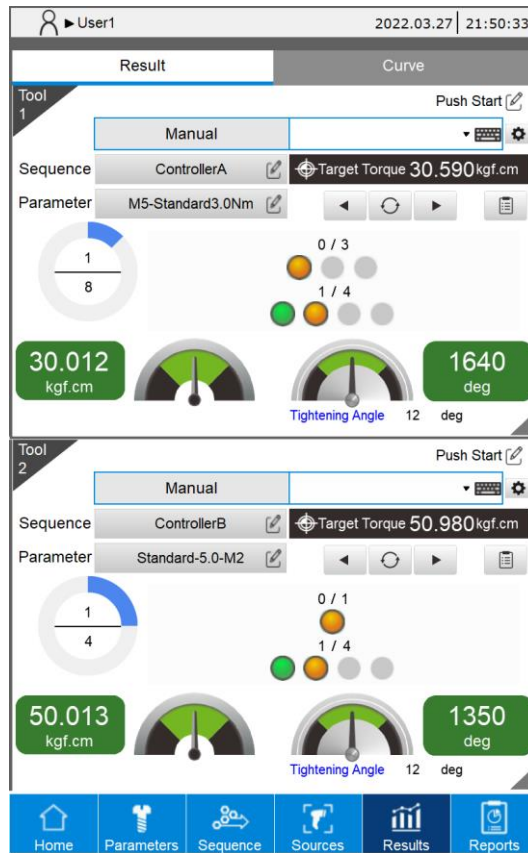 ►User1 2022.03.27 21:50:33
Result Curve
Tool 1 Push Start
Manual
Sequence ControllerA Target Torque 30.590 kgf.cm
Parameter M5-Standard3.0Nm
0 / 3
1
8
1 / 4
30.012 kgf.cm
1640 deg
Tightening Angle 12 deg
Tool 2 Push Start
Manual
Sequence ControllerB Target Torque 50.980 kgf.cm
Parameter Standard-5.0-M2
0 / 1
1
4
1 / 4
50.013 kgf.cm
1350 deg
Tightening Angle 12 deg
Home Parameters Sequence Sources Results Reports